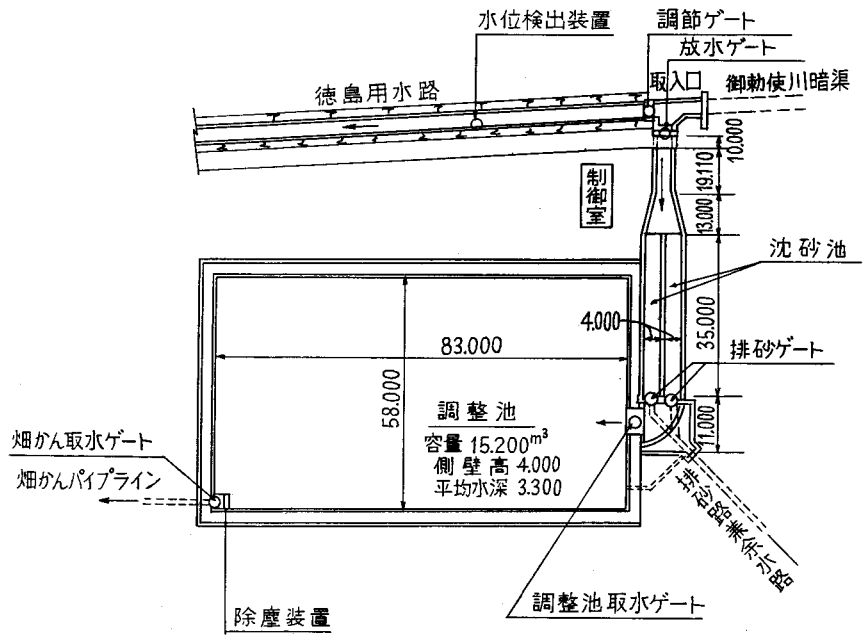 水位検出装置
調節ゲート
放水ゲート
取入口
御勅使川暗渠
徳島用水路
10.000
19.110
制御室
13.000
沈砂池
4.000
35.000
83.000
排砂ゲート
58.000
調整池
容量 15.200m³
側壁高 4.000
平均水深 3.300
11.000
畑かん取水ゲート
畑かんパイプライン
排砂路兼余水路
除塵装置
調整池取水ゲート